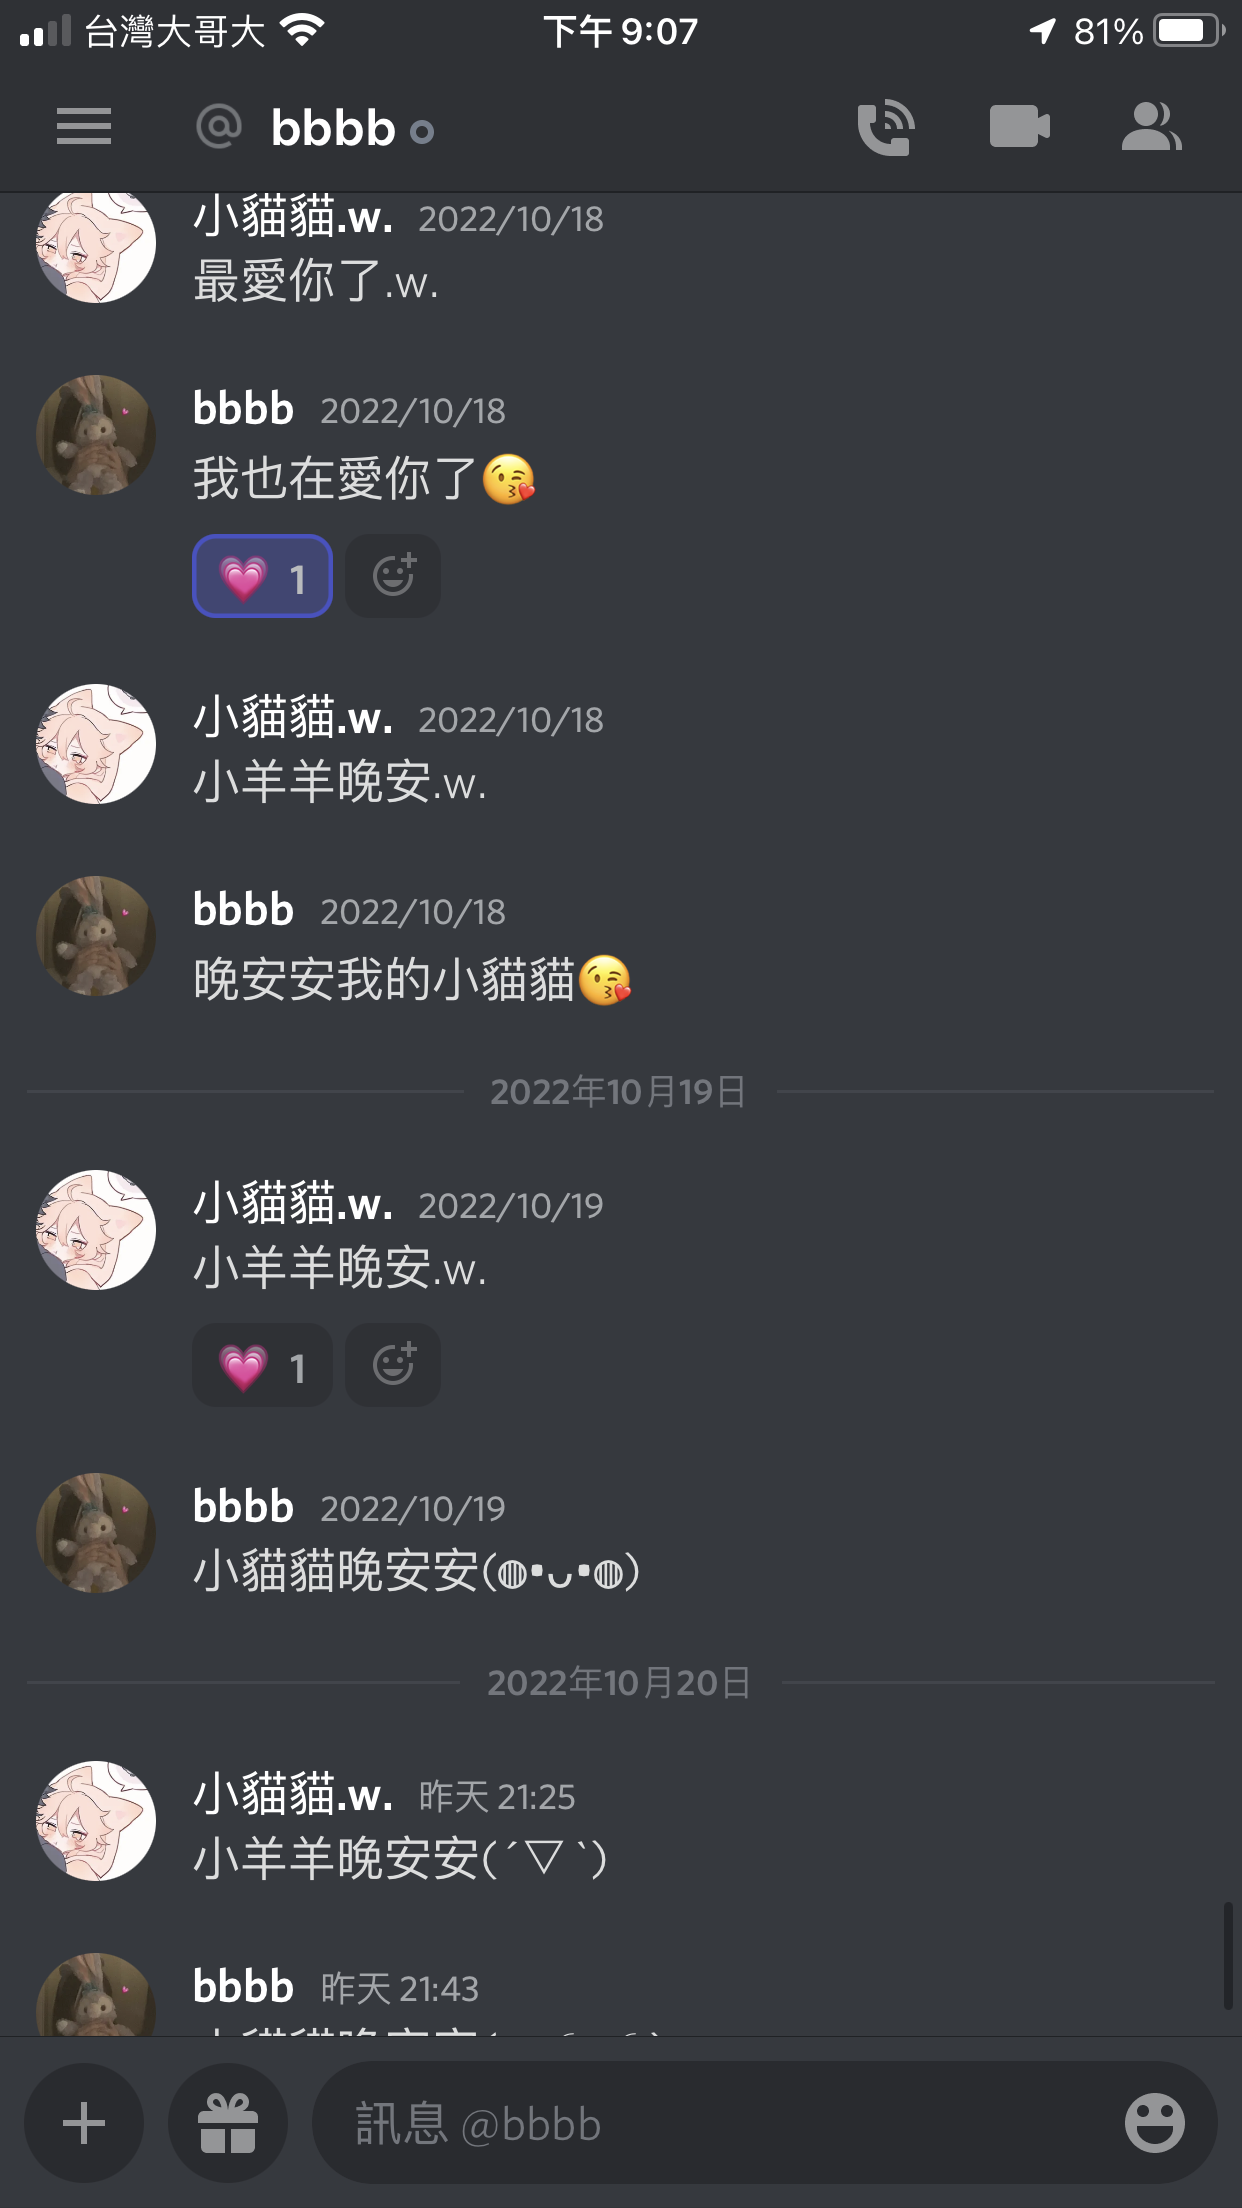 台灣大哥大 下午 9:07 81%
@ bbbb
小貓貓.w. 2022/10/18
最愛你了.w.
bbbb 2022/10/18
我也在愛你了😘
💗 1
小貓貓.w. 2022/10/18
小羊羊晚安.w.
bbbb 2022/10/18
晚安安我的小貓貓😘
2022年10月19日
小貓貓.w. 2022/10/19
小羊羊晚安.w.
💗 1
bbbb 2022/10/19
小貓貓晚安安(◍•ᴗ•◍)
2022年10月20日
小貓貓.w. 昨天 21:25
小羊羊晚安安(´▽`)
bbbb 昨天 21:43
訊息 @bbbb